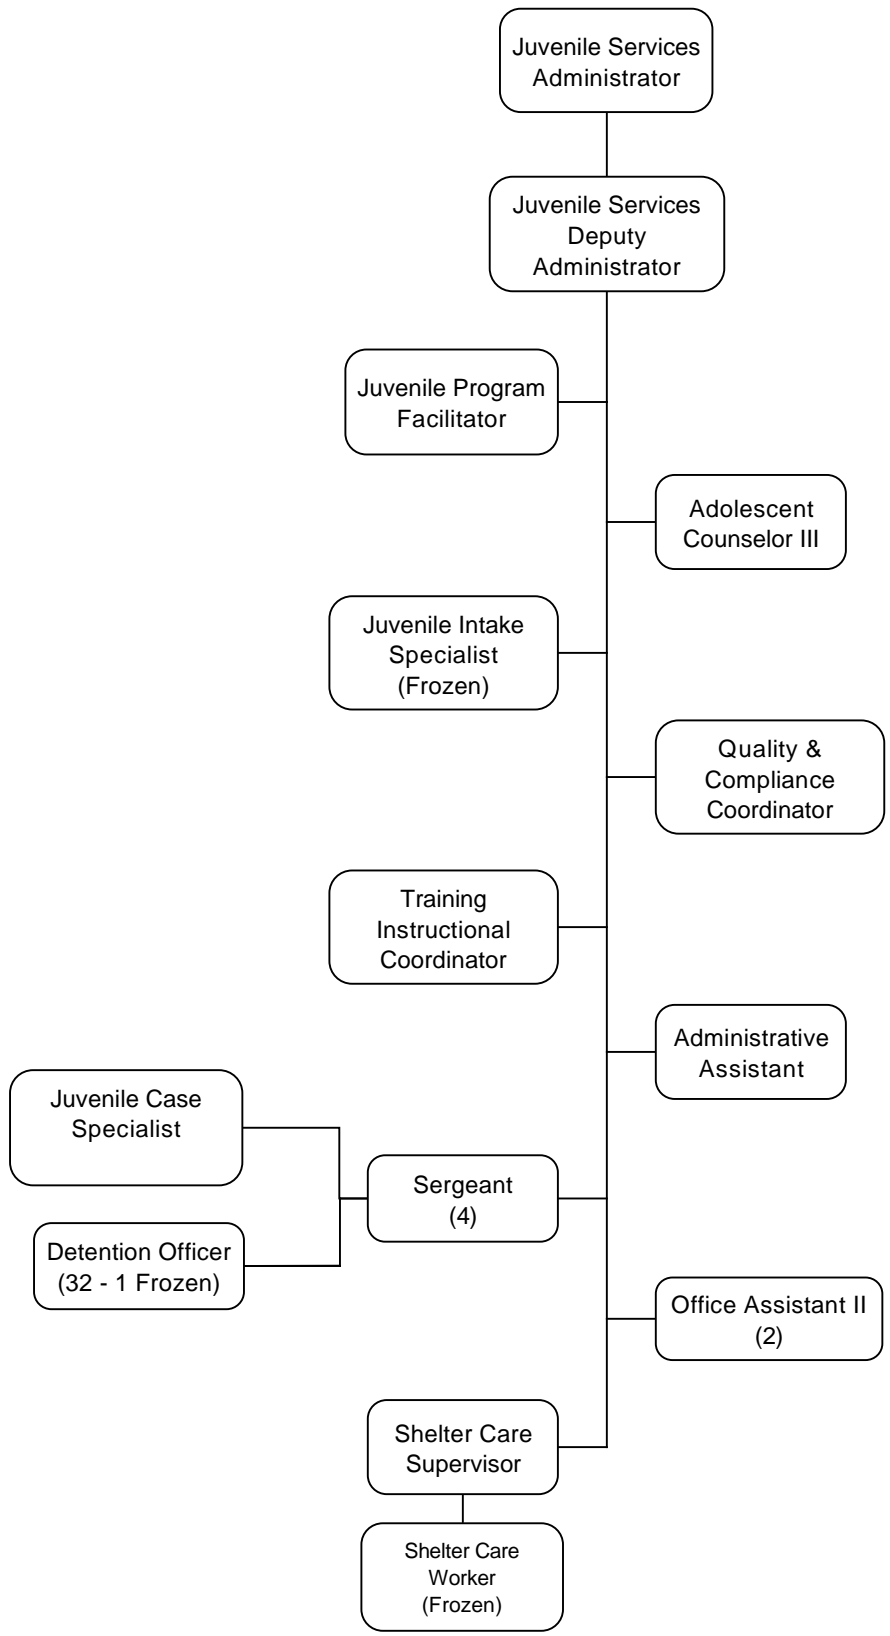 Juvenile Services
Administrator
Juvenile Services
Deputy
Administrator
Juvenile Program
Facilitator
Adolescent
Counselor III
Juvenile Intake
Specialist
(Frozen)
Quality &
Compliance
Coordinator
Training
Instructional
Coordinator
Administrative
Assistant
Juvenile Case
Specialist
Sergeant
(4)
Detention Officer
(32 - 1 Frozen)
Office Assistant II
(2)
Shelter Care
Supervisor
Shelter Care
Worker
(Frozen)